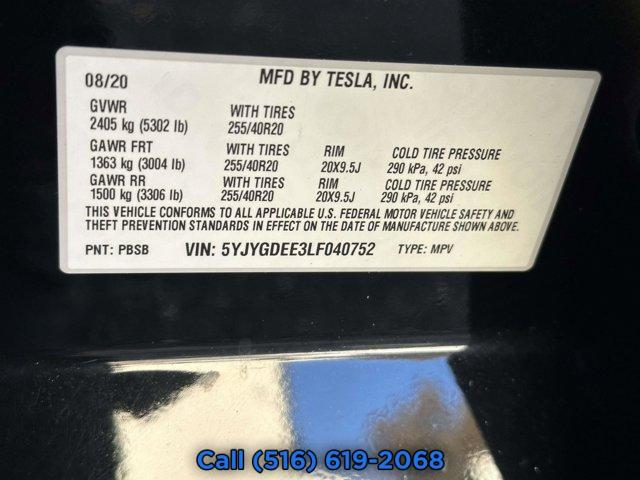 08/20 MFD BY TESLA, INC.
GVWR WITH TIRES
2405 kg (5302 lb) 255/40R20
GAWR FRT WITH TIRES RIM COLD TIRE PRESSURE
1363 kg (3004 lb) 255/40R20 20X9.5J 290 kPa, 42 psi
GAWR RR WITH TIRES RIM COLD TIRE PRESSURE
1500 kg (3306 lb) 255/40R20 20X9.5J 290 kPa, 42 psi
THIS VEHICLE CONFORMS TO ALL APPLICABLE U.S. FEDERAL MOTOR VEHICLE SAFETY AND
THEFT PREVENTION STANDARDS IN EFFECT ON THE DATE OF MANUFACTURE SHOWN ABOVE.
PNT: PBSB VIN: 5YJYGDEE3LF040752 TYPE: MPV
Call (516) 619-2068